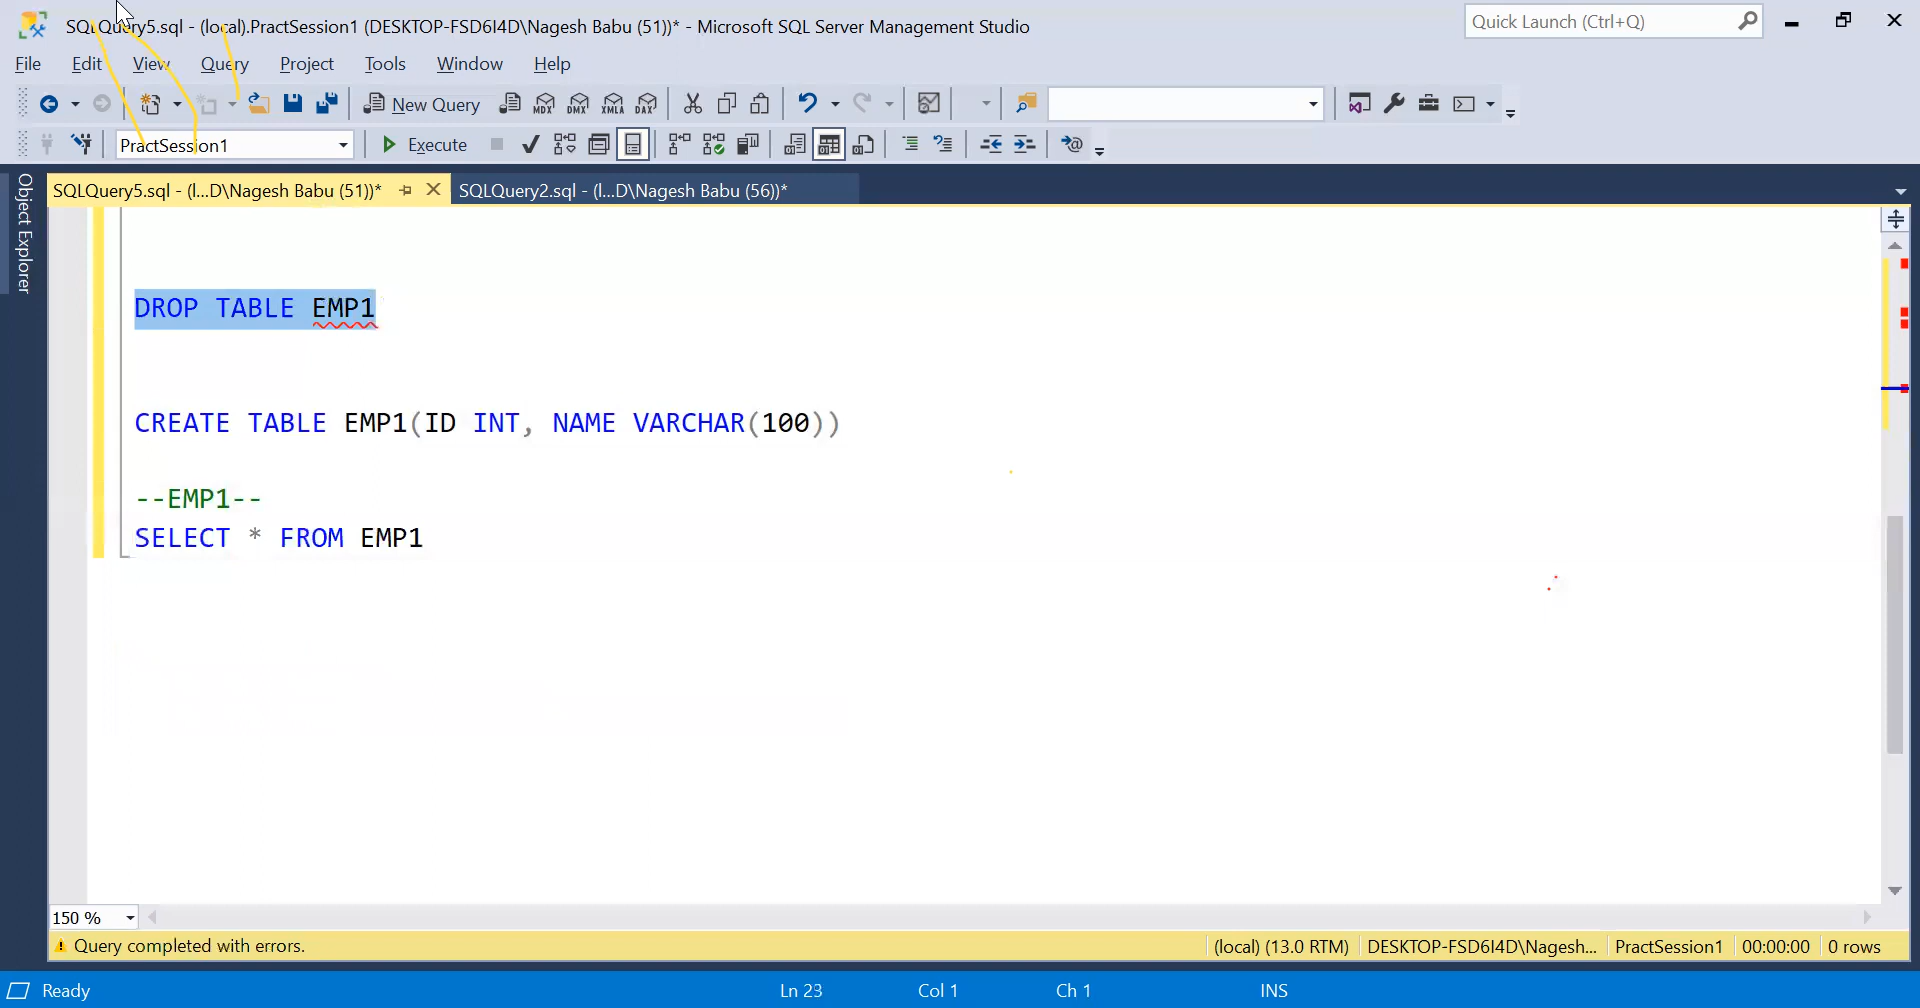 SQLQuery5.sql - (local).PractSession1 (DESKTOP-FSD6I4D\Nagesh Babu (51))* - Microsoft SQL Server Management Studio
Quick Launch (Ctrl+Q)
File Edit View Query Project Tools Window Help
New Query MDX DMX XMLA DAX
PractSession1 Execute
SQLQuery5.sql - (l...D\Nagesh Babu (51))* SQLQuery2.sql - (l...D\Nagesh Babu (56))*
Object Explorer
DROP TABLE EMP1
CREATE TABLE EMP1(ID INT, NAME VARCHAR(100))
--EMP1--
SELECT * FROM EMP1
150 %
Query completed with errors. (local) (13.0 RTM) DESKTOP-FSD6I4D\Nagesh... PractSession1 00:00:00 0 rows
Ready Ln 23 Col 1 Ch 1 INS